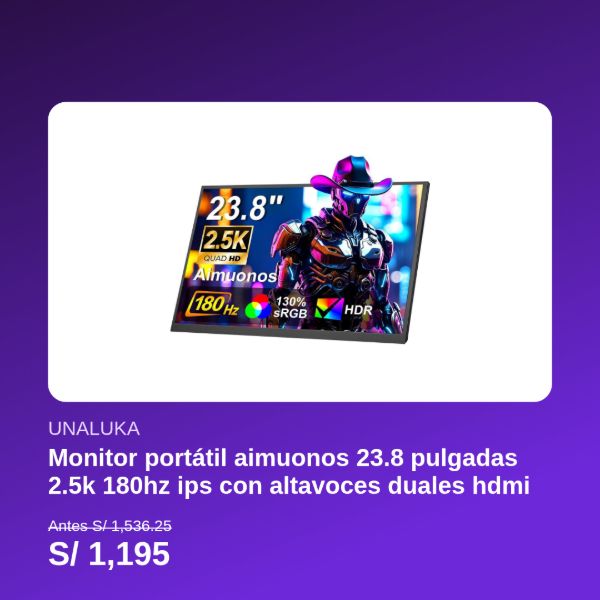 23.8"
2.5K
QUAD HD
Aimuonos
180Hz 130% sRGB HDR
UNALUKA
Monitor portátil aimuonos 23.8 pulgadas
2.5k 180hz ips con altavoces duales hdmi
Antes S/ 1,536.25
S/ 1,195